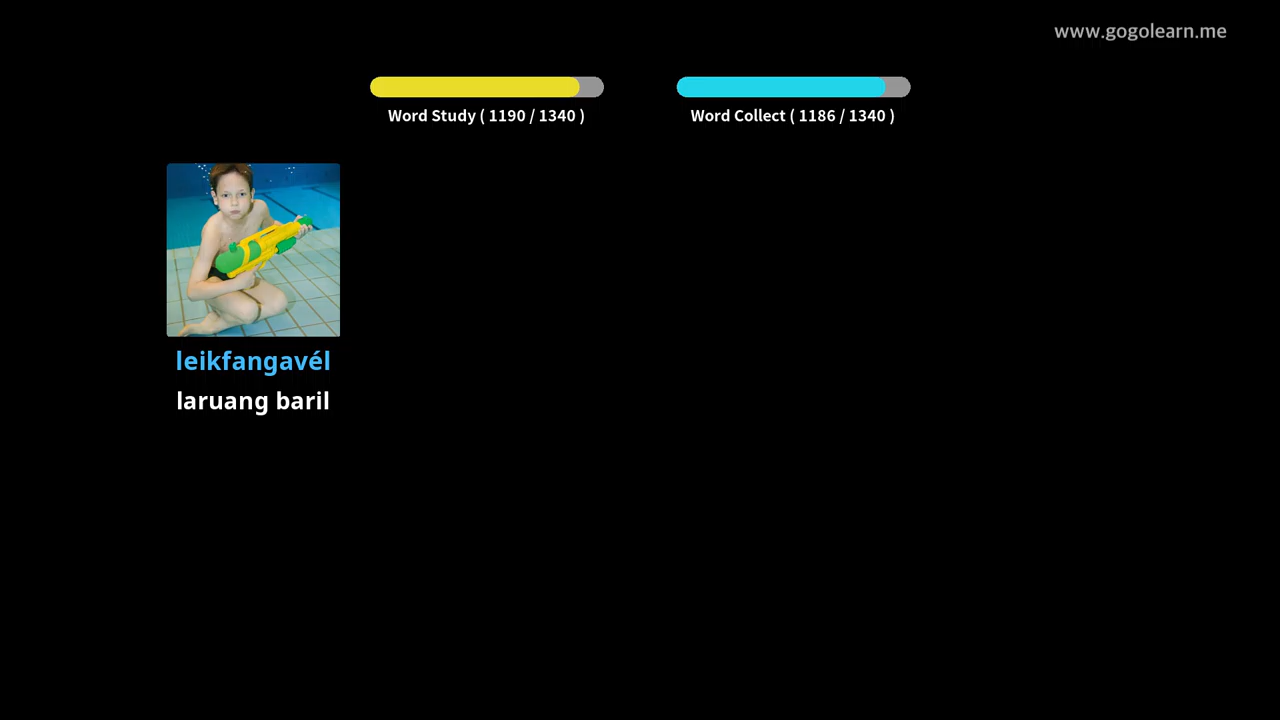 www.gogolearn.me
Word Study ( 1190 / 1340 )
Word Collect ( 1186 / 1340 )
leikfangavél
laruang baril